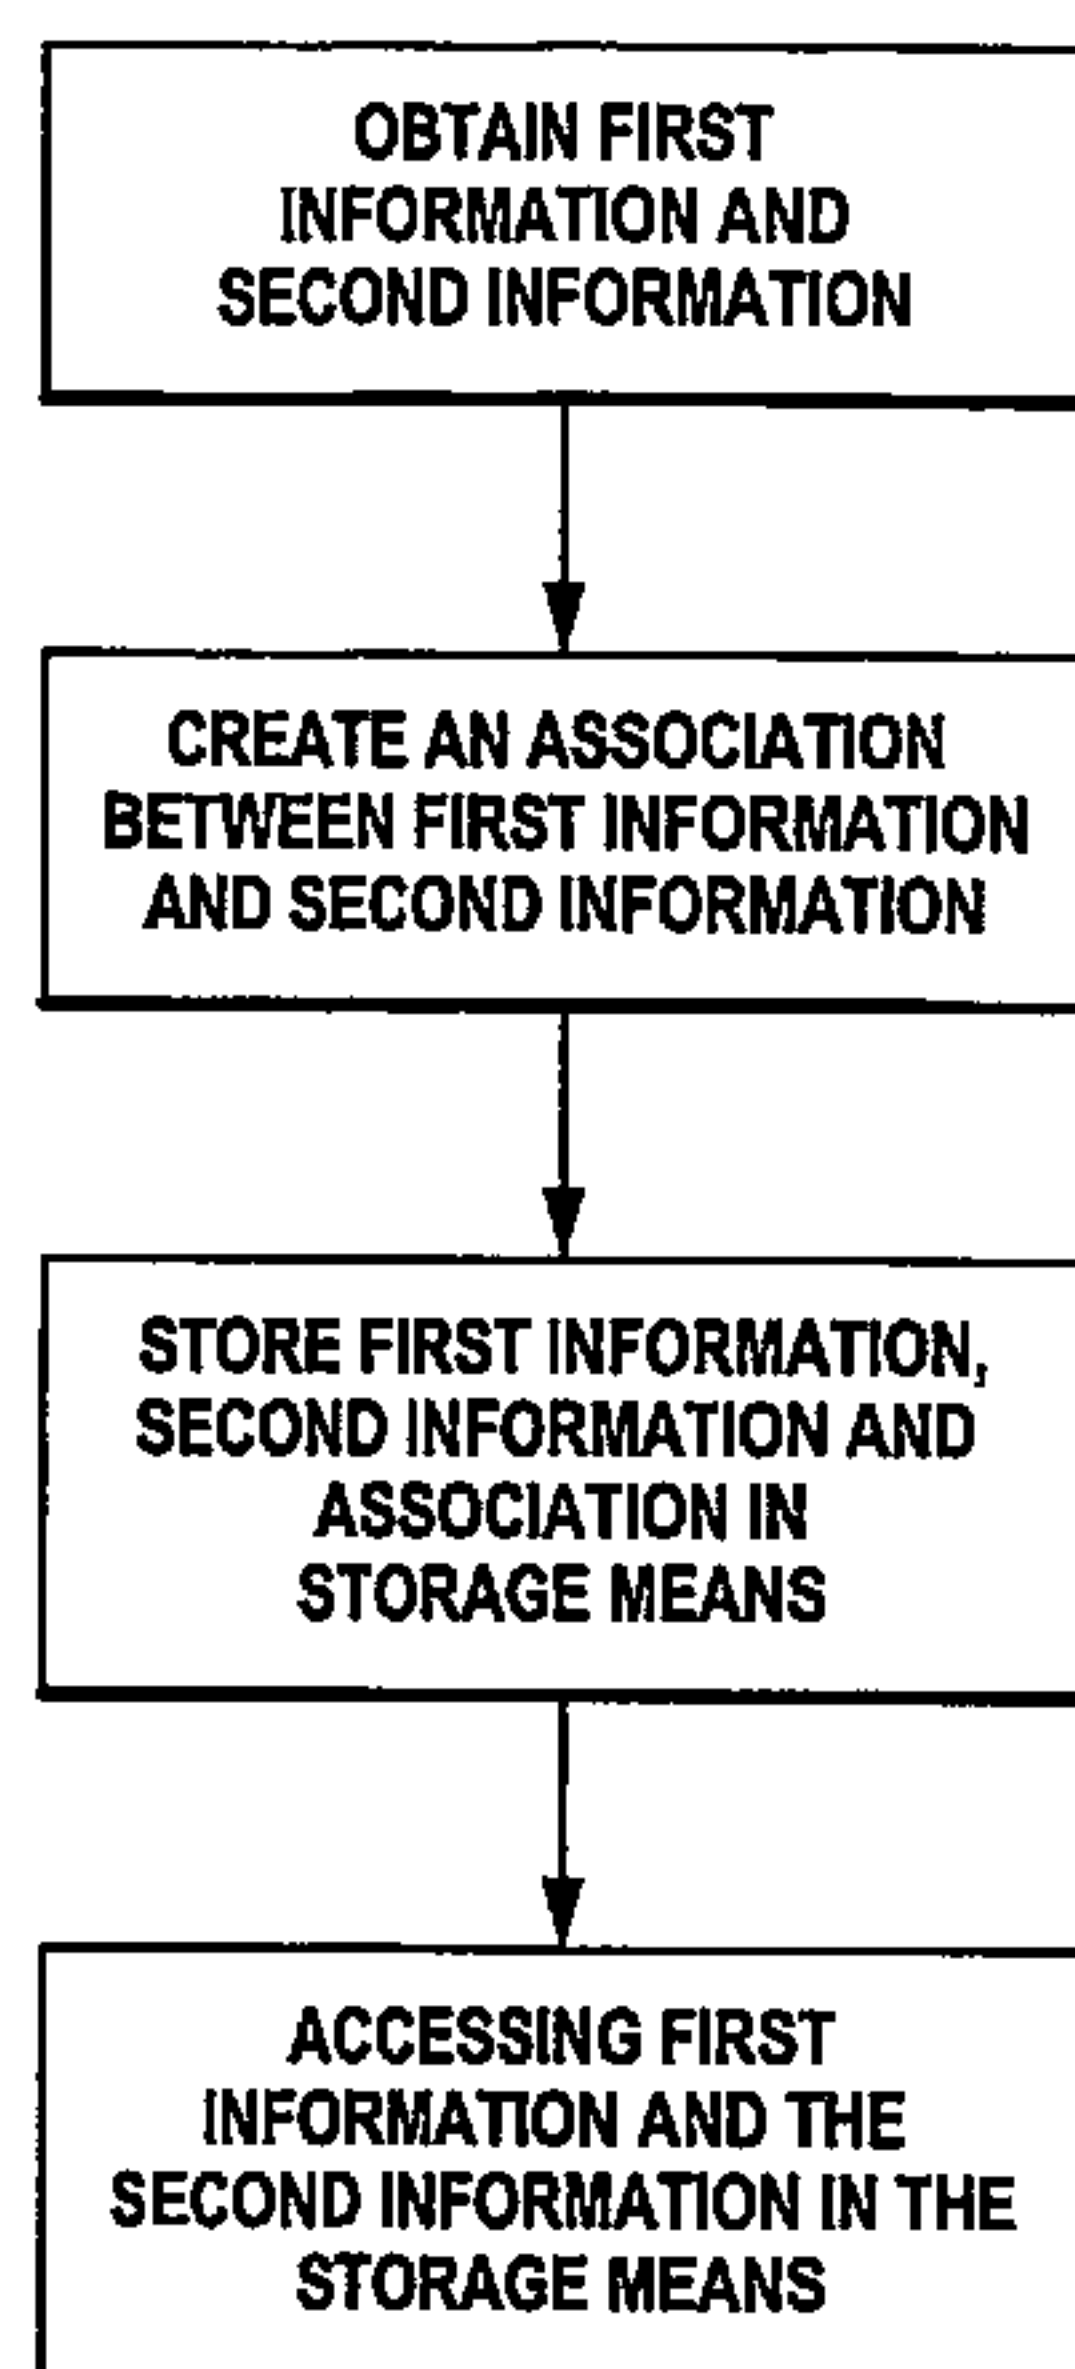 OBTAIN FIRST
INFORMATION AND
SECOND INFORMATION
CREATE AN ASSOCIATION
BETWEEN FIRST INFORMATION
AND SECOND INFORMATION
STORE FIRST INFORMATION,
SECOND INFORMATION AND
ASSOCIATION IN
STORAGE MEANS
ACCESSING FIRST
INFORMATION AND THE
SECOND INFORMATION IN THE
STORAGE MEANS